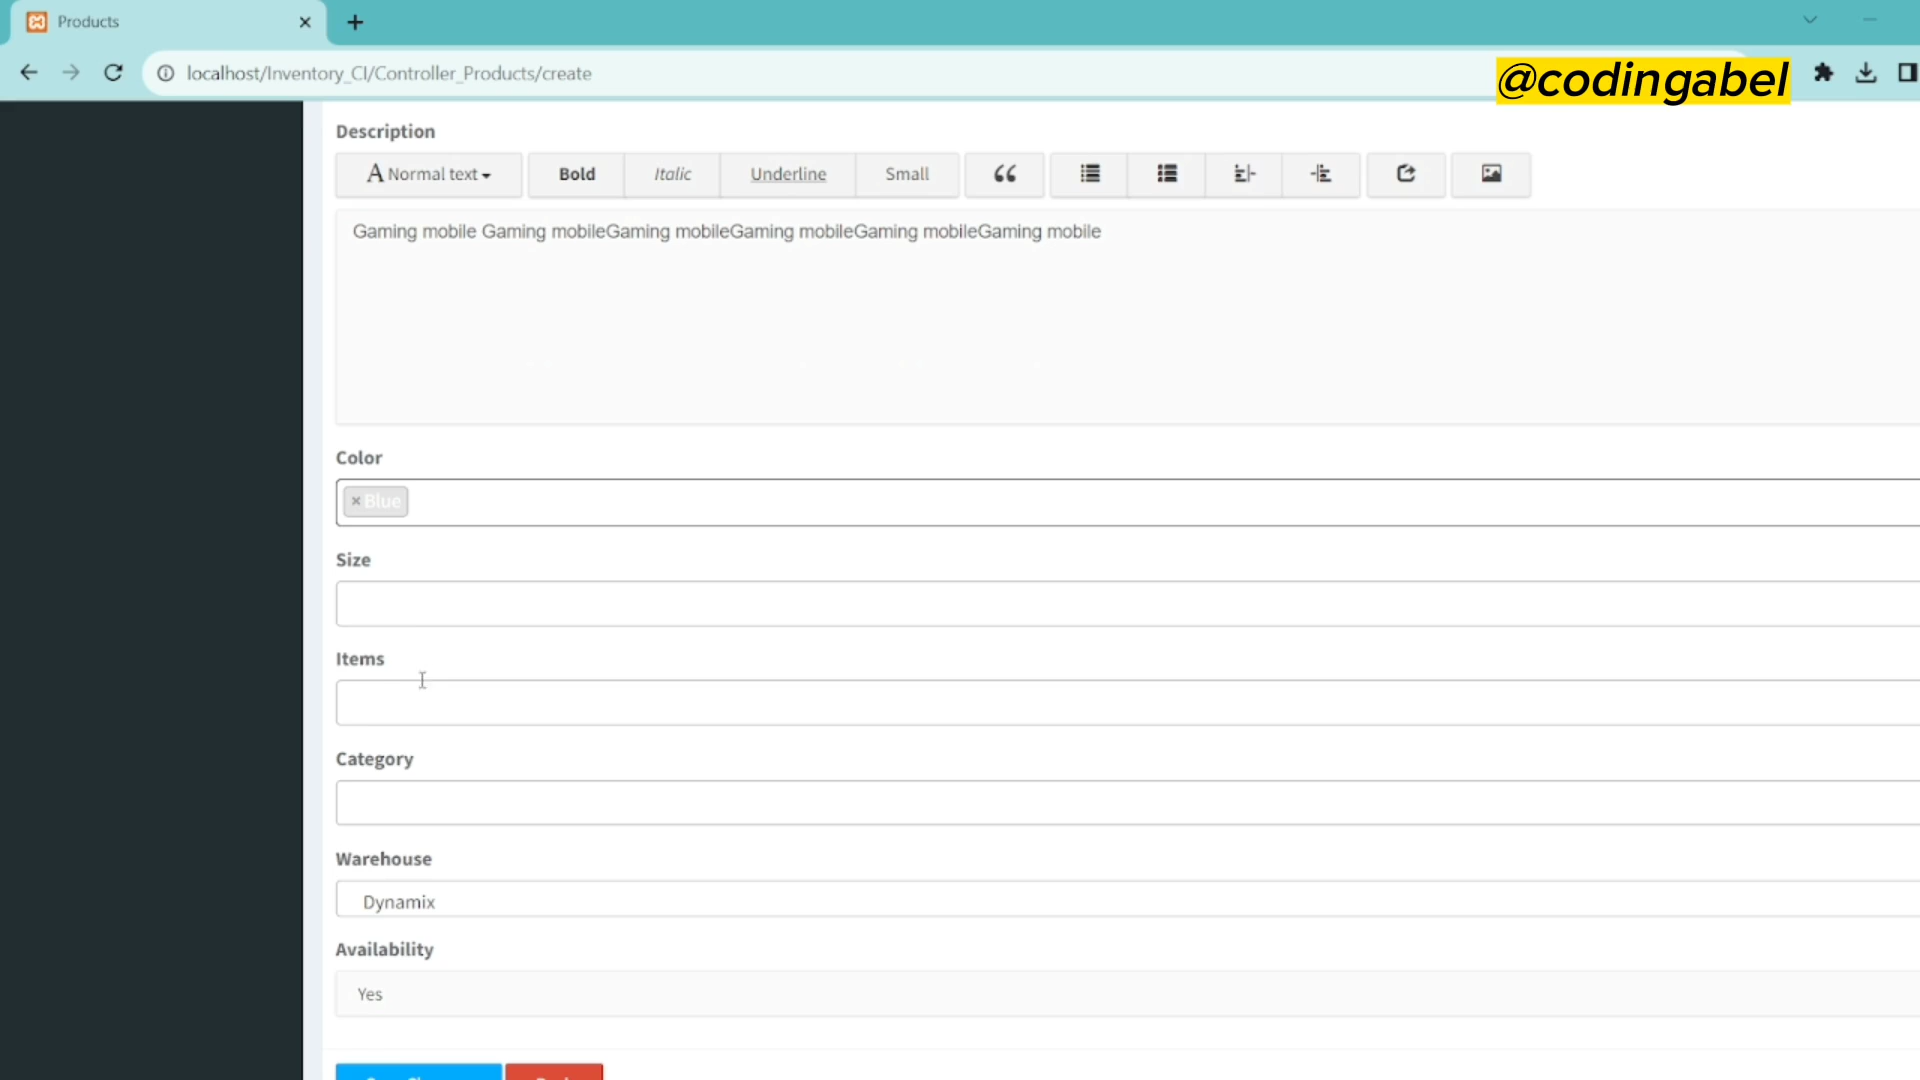 Products
localhost/Inventory_CI/Controller_Products/create
@codingabel
Description
A Normal text Bold Italic Underline Small
Gaming mobile Gaming mobileGaming mobileGaming mobileGaming mobileGaming mobile
Color
× Blue
Size
Items
Category
Warehouse
Dynamix
Availability
Yes